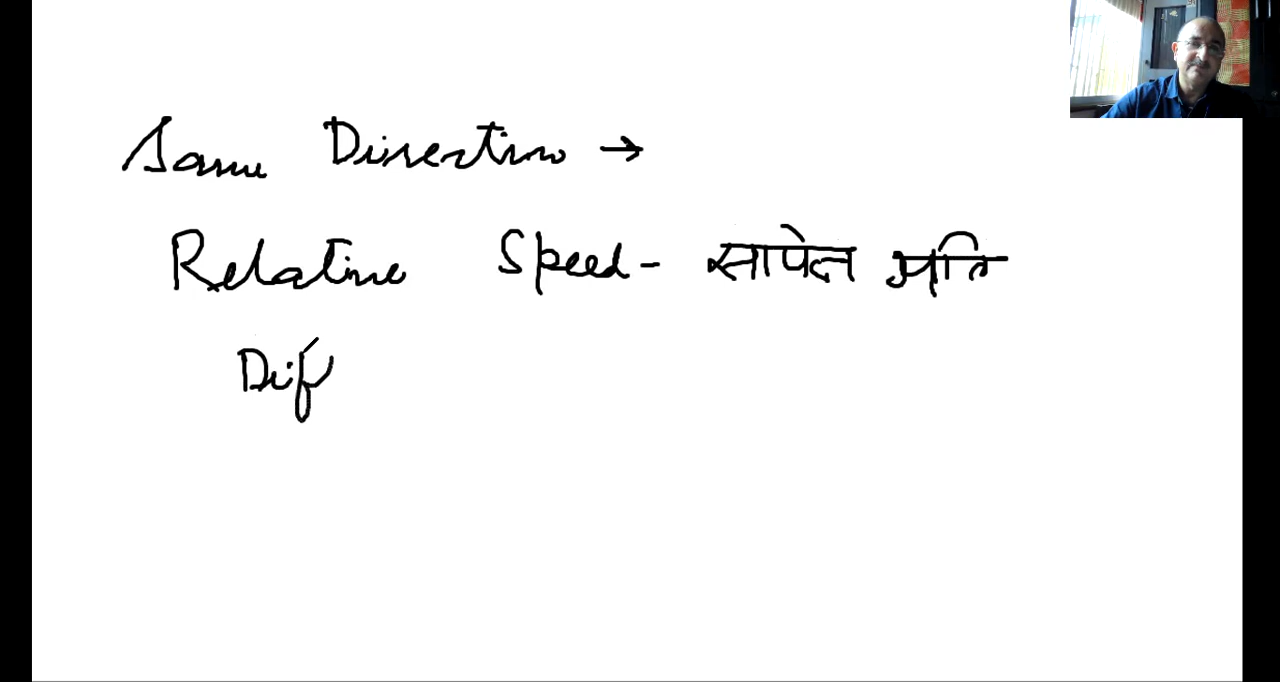 Same Direction →
Relative Speed - सापेक्ष गति
Dif